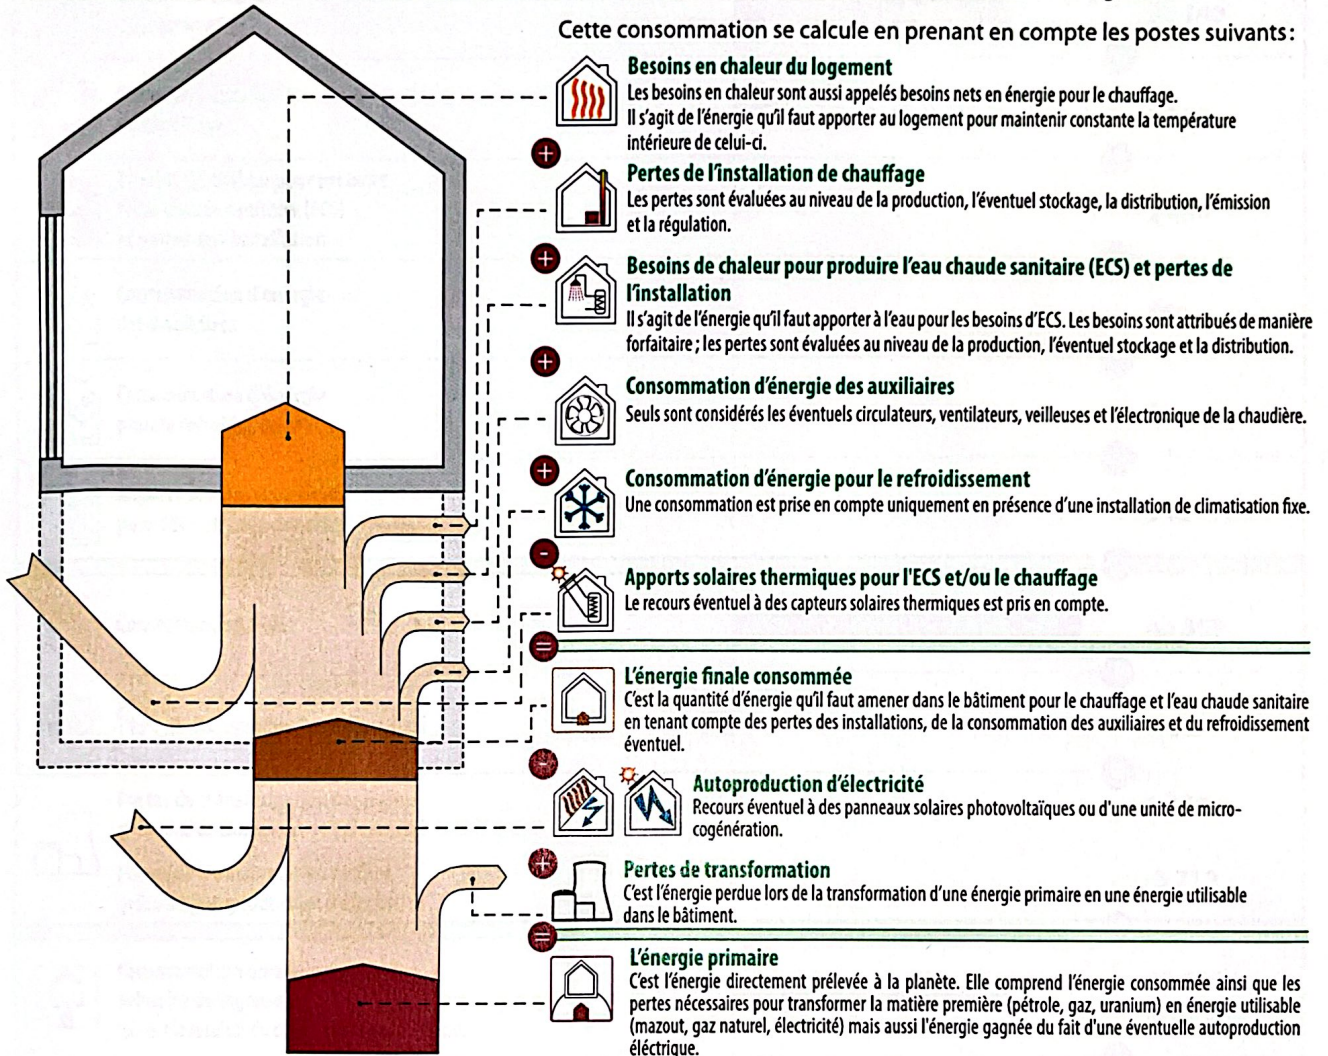 Cette consommation se calcule en prenant en compte les postes suivants :
Besoins en chaleur du logement
Les besoins en chaleur sont aussi appelés besoins nets en énergie pour le chauffage.
Il s'agit de l'énergie qu'il faut apporter au logement pour maintenir constante la température
intérieure de celui-ci.
+
Pertes de l'installation de chauffage
Les pertes sont évaluées au niveau de la production, l'éventuel stockage, la distribution, l'émission
et la régulation.
+
Besoins de chaleur pour produire l'eau chaude sanitaire (ECS) et pertes de
l'installation
Il s'agit de l'énergie qu'il faut apporter à l'eau pour les besoins d'ECS. Les besoins sont attribués de manière
forfaitaire ; les pertes sont évaluées au niveau de la production, l'éventuel stockage et la distribution.
+
Consommation d'énergie des auxiliaires
Seuls sont considérés les éventuels circulateurs, ventilateurs, veilleuses et l'électronique de la chaudière.
+
Consommation d'énergie pour le refroidissement
Une consommation est prise en compte uniquement en présence d'une installation de climatisation fixe.
-
Apports solaires thermiques pour l'ECS et/ou le chauffage
Le recours éventuel à des capteurs solaires thermiques est pris en compte.
=
L'énergie finale consommée
C'est la quantité d'énergie qu'il faut amener dans le bâtiment pour le chauffage et l'eau chaude sanitaire
en tenant compte des pertes des installations, de la consommation des auxiliaires et du refroidissement
éventuel.
-
Autoproduction d'électricité
Recours éventuel à des panneaux solaires photovoltaïques ou d'une unité de micro-
cogénération.
+
Pertes de transformation
C'est l'énergie perdue lors de la transformation d'une énergie primaire en une énergie utilisable
dans le bâtiment.
=
L'énergie primaire
C'est l'énergie directement prélevée à la planète. Elle comprend l'énergie consommée ainsi que les
pertes nécessaires pour transformer la matière première (pétrole, gaz, uranium) en énergie utilisable
(mazout, gaz naturel, électricité) mais aussi l'énergie gagnée du fait d'une éventuelle autoproduction
éléctrique.